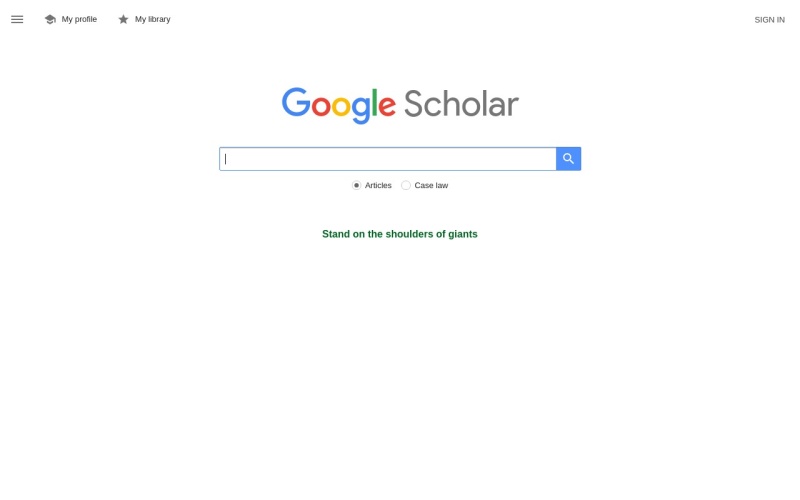 My profile
My library
SIGN IN
Google Scholar
Articles
Case law
Stand on the shoulders of giants